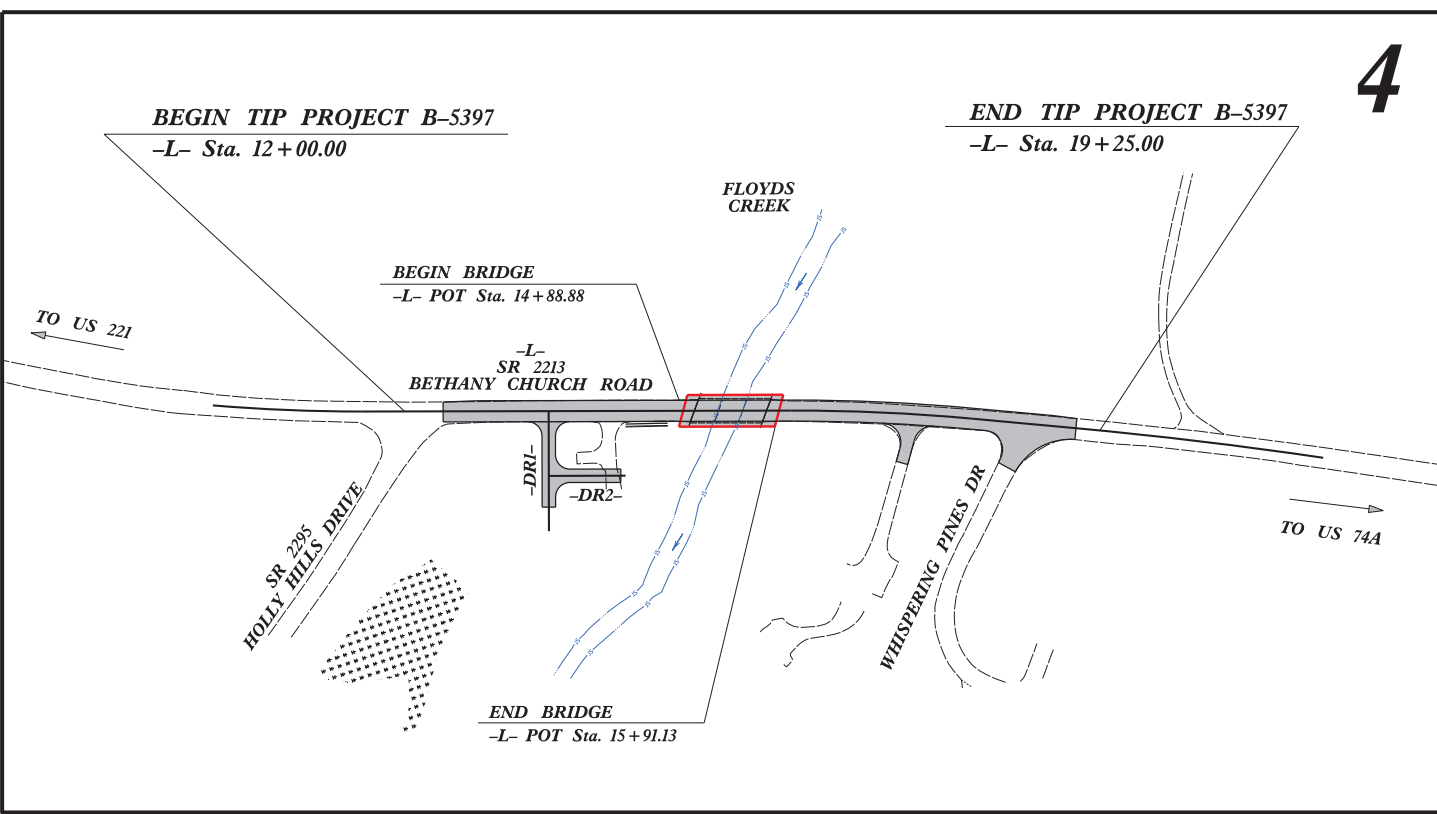 4
BEGIN TIP PROJECT B–5397
–L– Sta. 12+00.00
END TIP PROJECT B–5397
–L– Sta. 19+25.00
FLOYDS
CREEK
BEGIN BRIDGE
–L– POT Sta. 14+88.88
TO US 221
–L–
SR 2213
BETHANY CHURCH ROAD
–DR1–
–DR2–
SR 2295
HOLLY HILLS DRIVE
WHISPERING PINES DR
TO US 74A
END BRIDGE
–L– POT Sta. 15+91.13